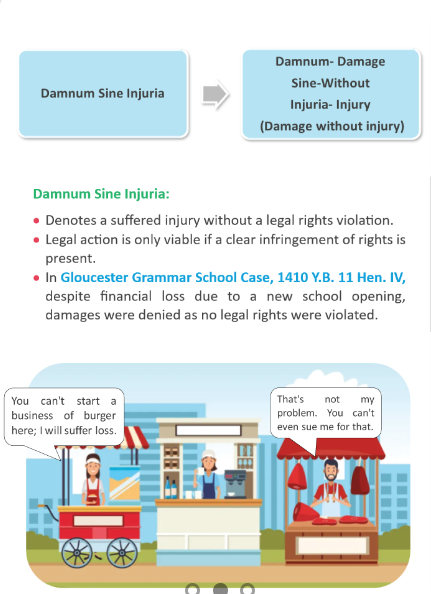 Damnum Sine Injuria
Damnum- Damage
Sine-Without
Injuria- Injury
(Damage without injury)
Damnum Sine Injuria:
• Denotes a suffered injury without a legal rights violation.
• Legal action is only viable if a clear infringement of rights is
present.
• In Gloucester Grammar School Case, 1410 Y.B. 11 Hen. IV,
despite financial loss due to a new school opening,
damages were denied as no legal rights were violated.
You can't start a
business of burger
here; I will suffer loss.
That's not my
problem. You can't
even sue me for that.